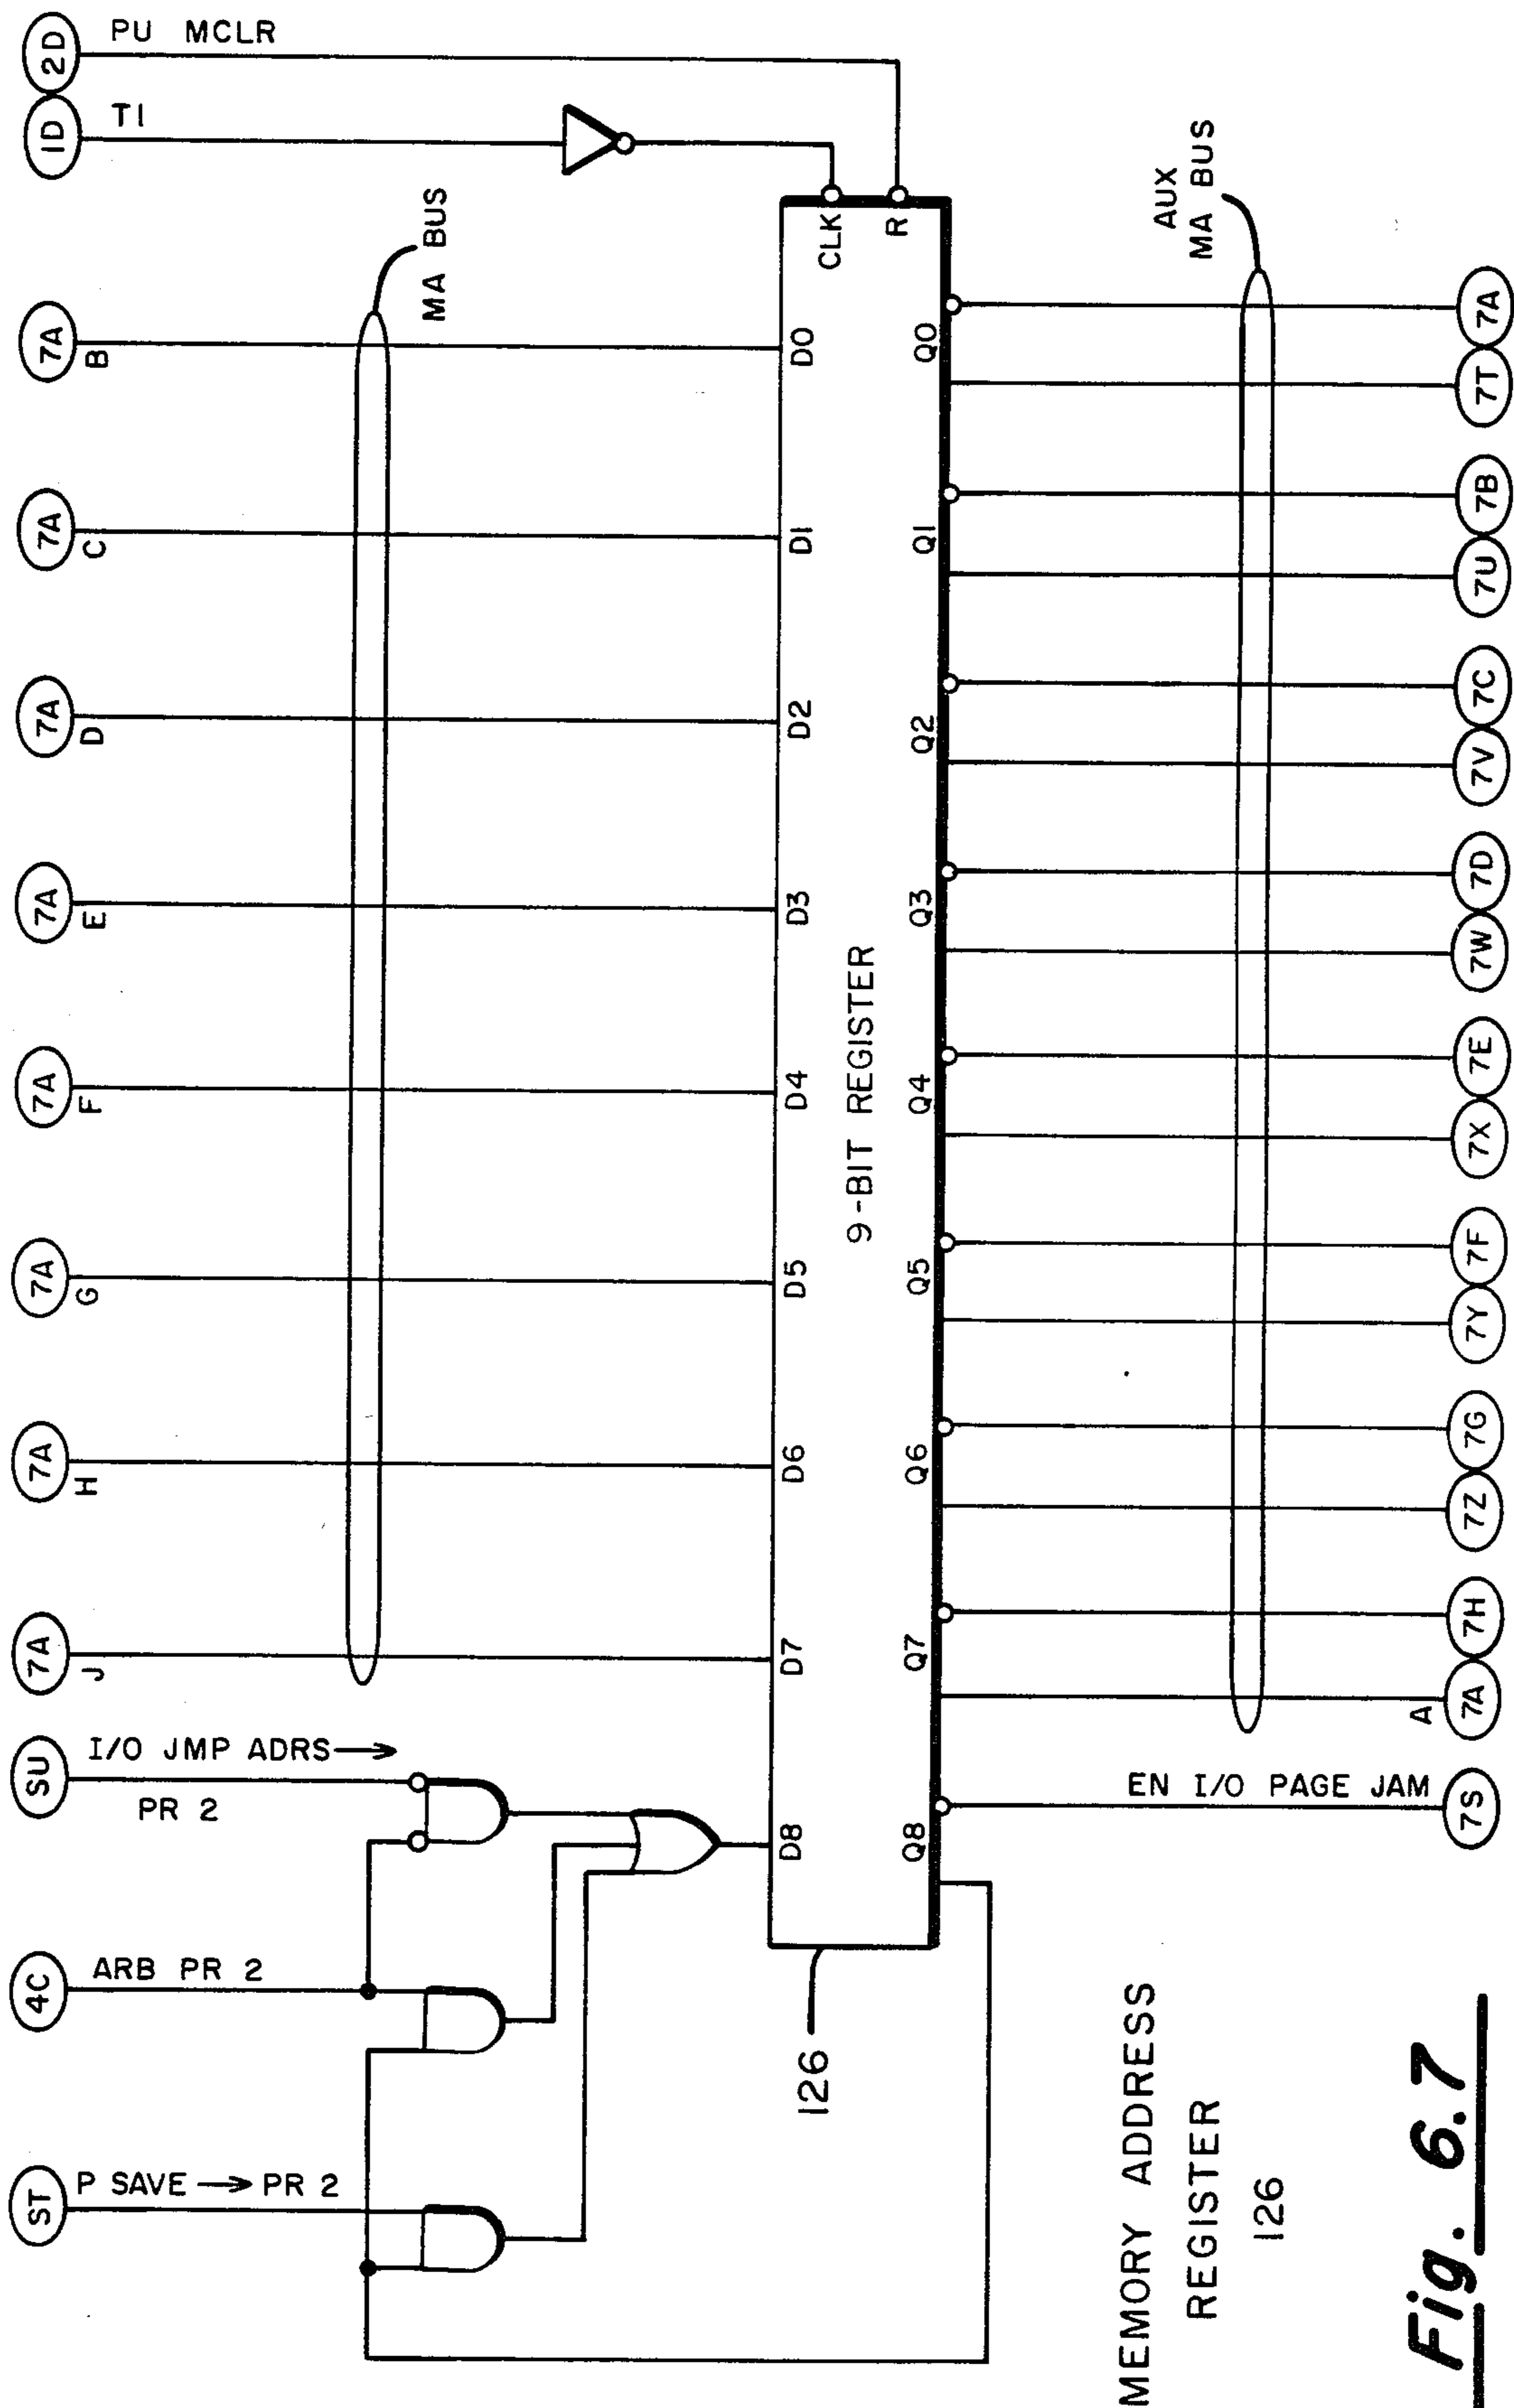 2D
PU MCLR
1D
T1
7A
B
7A
C
7A
D
7A
E
7A
F
7A
G
7A
H
7A
J
MA BUS
SU
I/O JMP ADRS→
PR 2
4C
ARB PR 2
ST
P SAVE → PR 2
CLK
R
D0
D1
D2
D3
D4
D5
D6
D7
D8
9-BIT REGISTER
Q0
Q1
Q2
Q3
Q4
Q5
Q6
Q7
Q8
126
AUX
MA BUS
EN I/O PAGE JAM
7A
7T
7B
7U
7C
7V
7D
7W
7E
7X
7F
7Y
7G
7Z
7H
A
7A
7S
MEMORY ADDRESS
REGISTER
126
Fig. 6.7